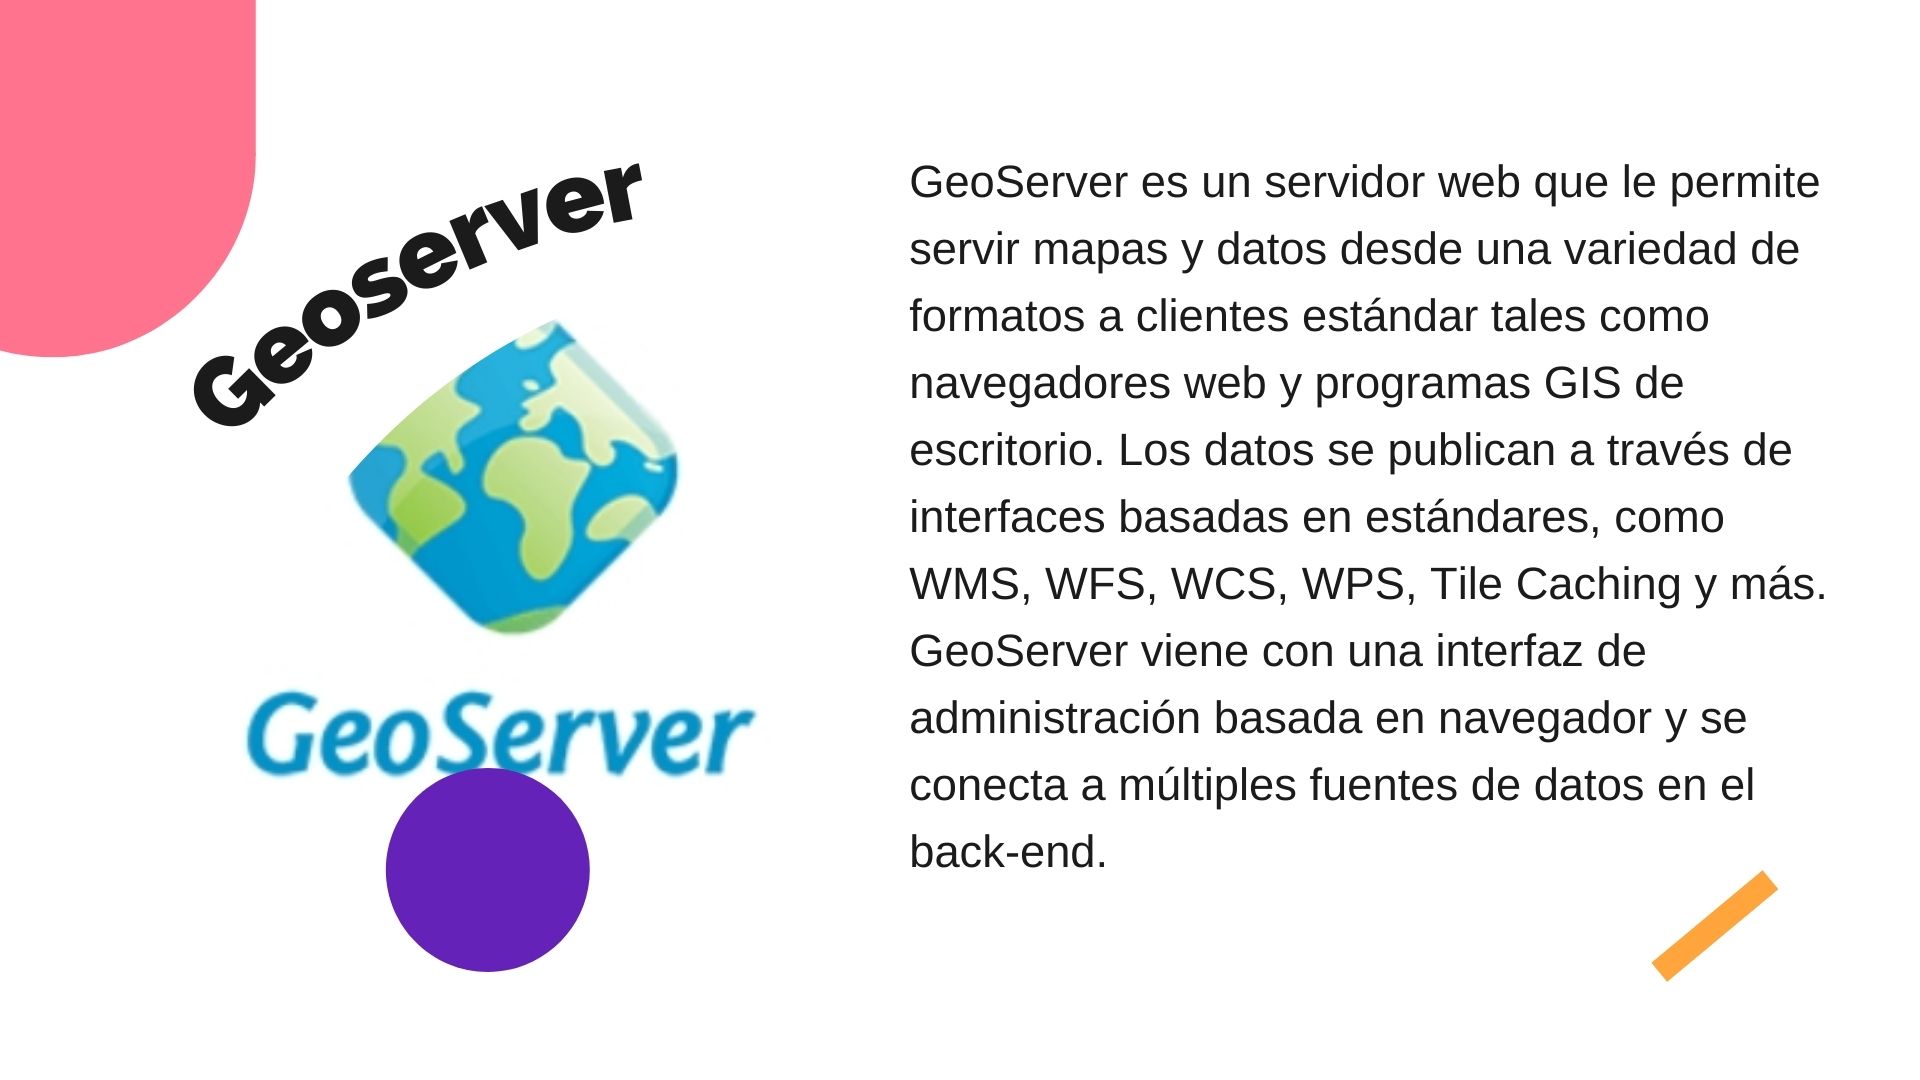 Geoserver
GeoServer
GeoServer es un servidor web que le permite
servir mapas y datos desde una variedad de
formatos a clientes estándar tales como
navegadores web y programas GIS de
escritorio. Los datos se publican a través de
interfaces basadas en estándares, como
WMS, WFS, WCS, WPS, Tile Caching y más.
GeoServer viene con una interfaz de
administración basada en navegador y se
conecta a múltiples fuentes de datos en el
back-end.